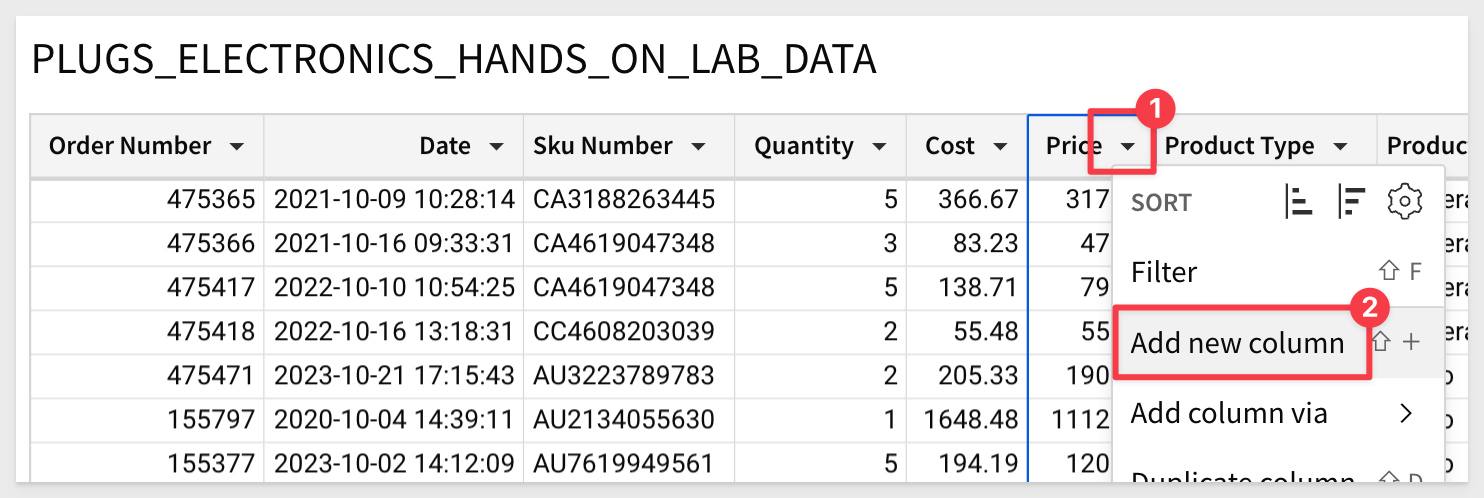 PLUGS_ELECTRONICS_HANDS_ON_LAB_DATA
1
Order Number Date Sku Number Quantity Cost Price Product Type Produc
475365 2021-10-09 10:28:14 CA3188263445 5 366.67 317 SORT
475366 2021-10-16 09:33:31 CA4619047348 3 83.23 47 Filter F
475417 2022-10-10 10:54:25 CA4619047348 5 138.71 79
2
475418 2022-10-16 13:18:31 CC4608203039 2 55.48 55 Add new column +
475471 2023-10-21 17:15:43 AU3223789783 2 205.33 190
155797 2020-10-04 14:39:11 AU2134055630 1 1648.48 1112 Add column via
155377 2023-10-02 14:12:09 AU7619949561 5 194.19 120 Duplicate column D